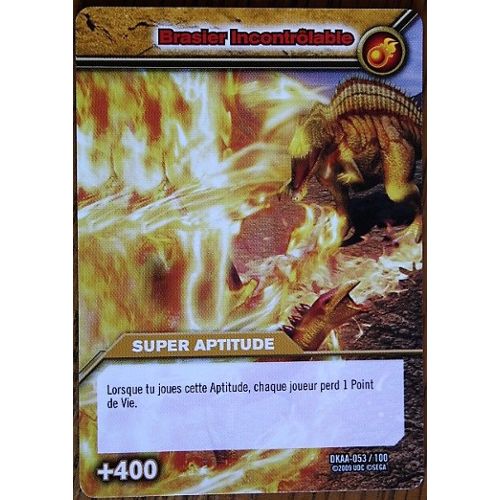 Brasier Incontrôlable
SUPER APTITUDE
Lorsque tu joues cette Aptitude, chaque joueur perd 1 Point
de Vie.
DKAA-053 / 100
©2009 UDC ©SEGA
+400